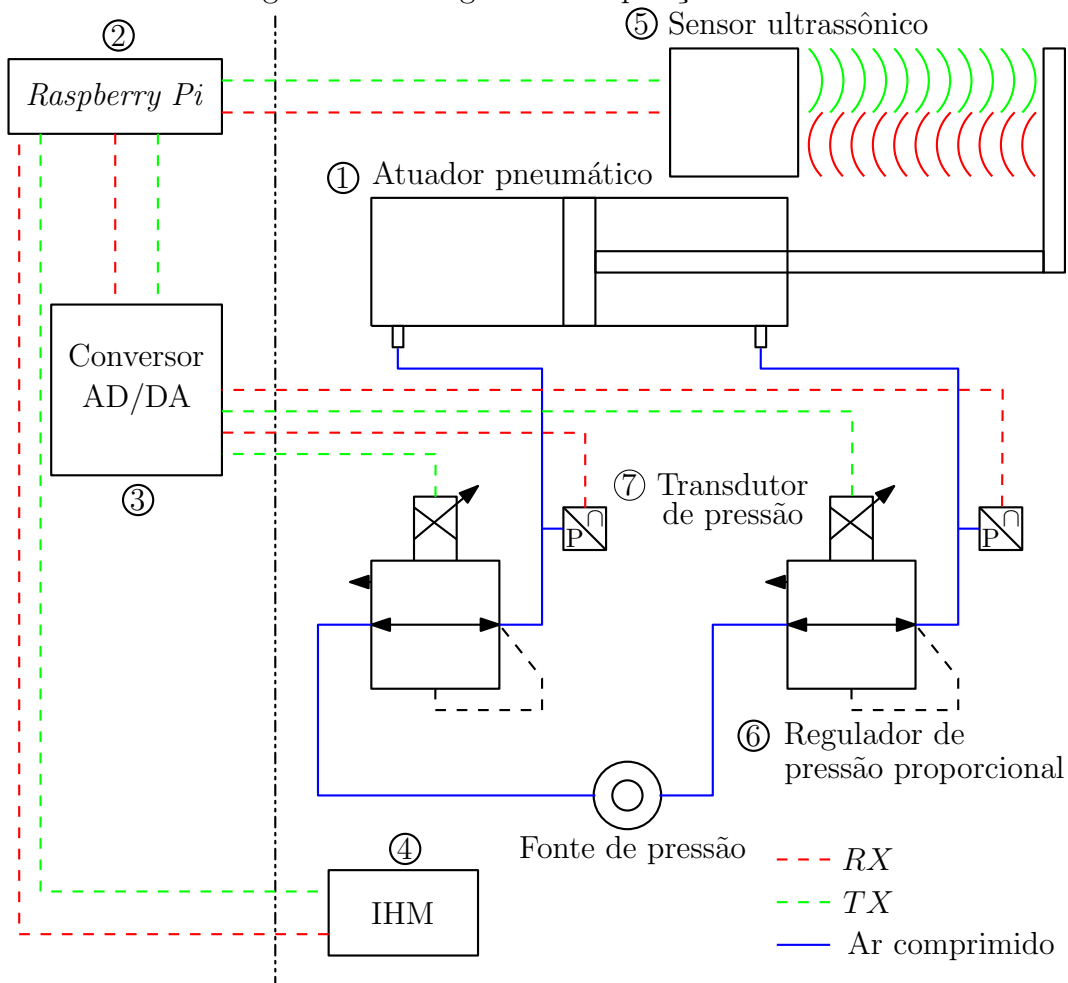 ② 
Raspberry Pi
⑤ Sensor ultrassônico
① Atuador pneumático
Conversor
AD/DA
③
⑦ Transdutor
de pressão
P ∩
P ∩
⑥ Regulador de
pressão proporcional
Fonte de pressão
④
IHM
RX
TX
Ar comprimido